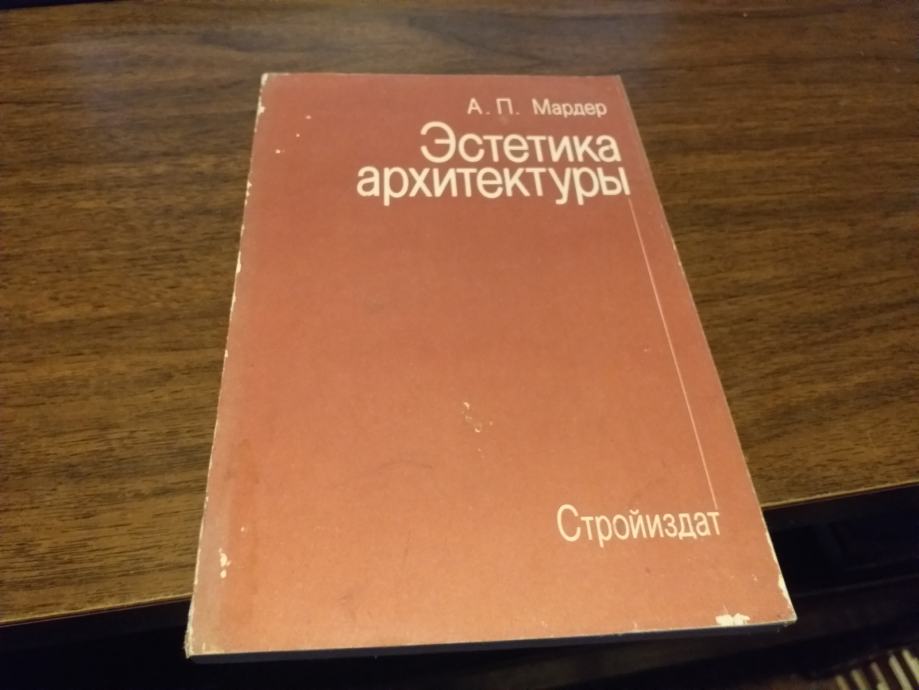 А. П. Мардер
Эстетика
архитектуры
Стройиздат